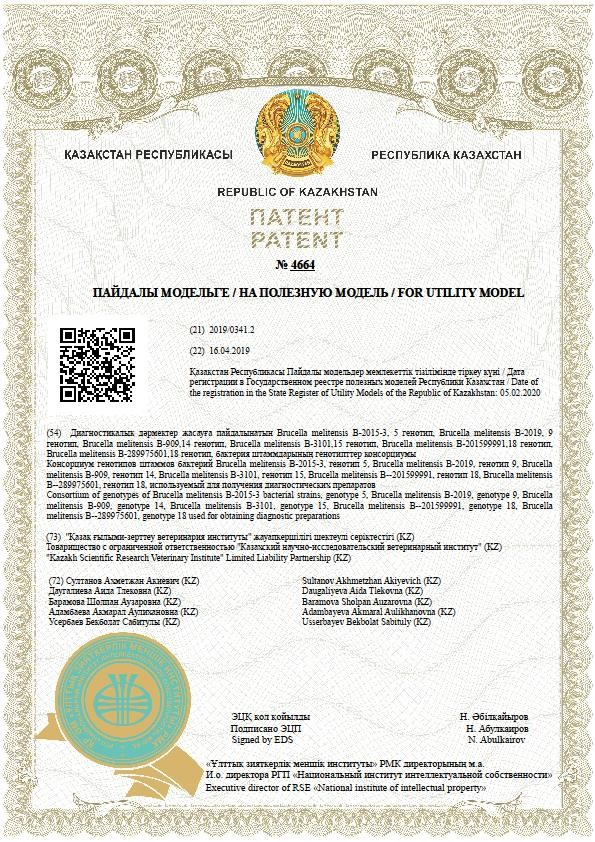 ҚАЗАҚСТАН РЕСПУБЛИКАСЫ
РЕСПУБЛИКА КАЗАХСТАН
REPUBLIC OF KAZAKHSTAN
ПАТЕНТ
PATENT
№ 4664
ПАЙДАЛЫ МОДЕЛЬГЕ / НА ПОЛЕЗНУЮ МОДЕЛЬ / FOR UTILITY MODEL
(21) 2019/0341.2
(22) 16.04.2019
Қазақстан Республикасы Пайдалы модельдер мемлекеттік тізілімінде тіркеу күні / Дата
регистрации в Государственном реестре полезных моделей Республики Казахстан / Date of
the registration in the State Register of Utility Models of the Republic of Kazakhstan: 05.02.2020
(54) Диагностикалық дәрмектер жасауға пайдалынатын Brucella melitensis B-2015-3, 5 генотип, Brucella melitensis B-2019, 9
генотип, Brucella melitensis B-909,14 генотип, Brucella melitensis B-3101,15 генотип, Brucella melitensis B-201599991,18 генотип,
Brucella melitensis B-289975601,18 генотип, бактерия штаммдарының генотиптер консорциумы
Консорциум генотипов штаммов бактерий Brucella melitensis B-2015-3, генотип 5, Brucella melitensis B-2019, генотип 9, Brucella
melitensis B-909, генотип 14, Brucella melitensis B-3101, генотип 15, Brucella melitensis B--201599991, генотип 18, Brucella melitensis
B--289975601, генотип 18, используемый для получения диагностических препаратов
Consortium of genotypes of Brucella melitensis B-2015-3 bacterial strains, genotype 5, Brucella melitensis B-2019, genotype 9, Brucella
melitensis B-909, genotype 14, Brucella melitensis B-3101, genotype 15, Brucella melitensis B--201599991, genotype 18, Brucella
melitensis B--289975601, genotype 18 used for obtaining diagnostic preparations
(73) "Қазақ ғылыми-зерттеу ветеринария институты" жауапкершілігі шектеулі серіктестігі (KZ)
Товарищество с ограниченной ответственностью "Казахский научно-исследовательский ветеринарный институт" (KZ)
"Kazakh Scientific Research Veterinary Institute" Limited Liability Partnership (KZ)
(72) Султанов Ахметжан Акиевич (KZ)
Даугалиева Аида Тлековна (KZ)
Барамова Шолпан Аузаровна (KZ)
Адамбаева Акмарал Аулихановна (KZ)
Усербаев Бекболат Сабитулы (KZ)
Sultanov Akhmetzhan Akiyevich (KZ)
Daugaliyeva Aida Tlekovna (KZ)
Baramova Sholpan Auzarovna (KZ)
Adambayeva Akmaral Aulikhanovna (KZ)
Usserbayev Bekbolat Sabituly (KZ)
ЭЦҚ қол қойылды
Подписано ЭЦП
Signed by EDS
Н. Әбілқайыров
Н. Абулкаиров
N. Abulkairov
«Ұлттық зияткерлік меншік институты» РМК директорының м.а.
И.о. директора РГП «Национальный институт интеллектуальной собственности»
Executive director of RSE «National institute of intellectual property»